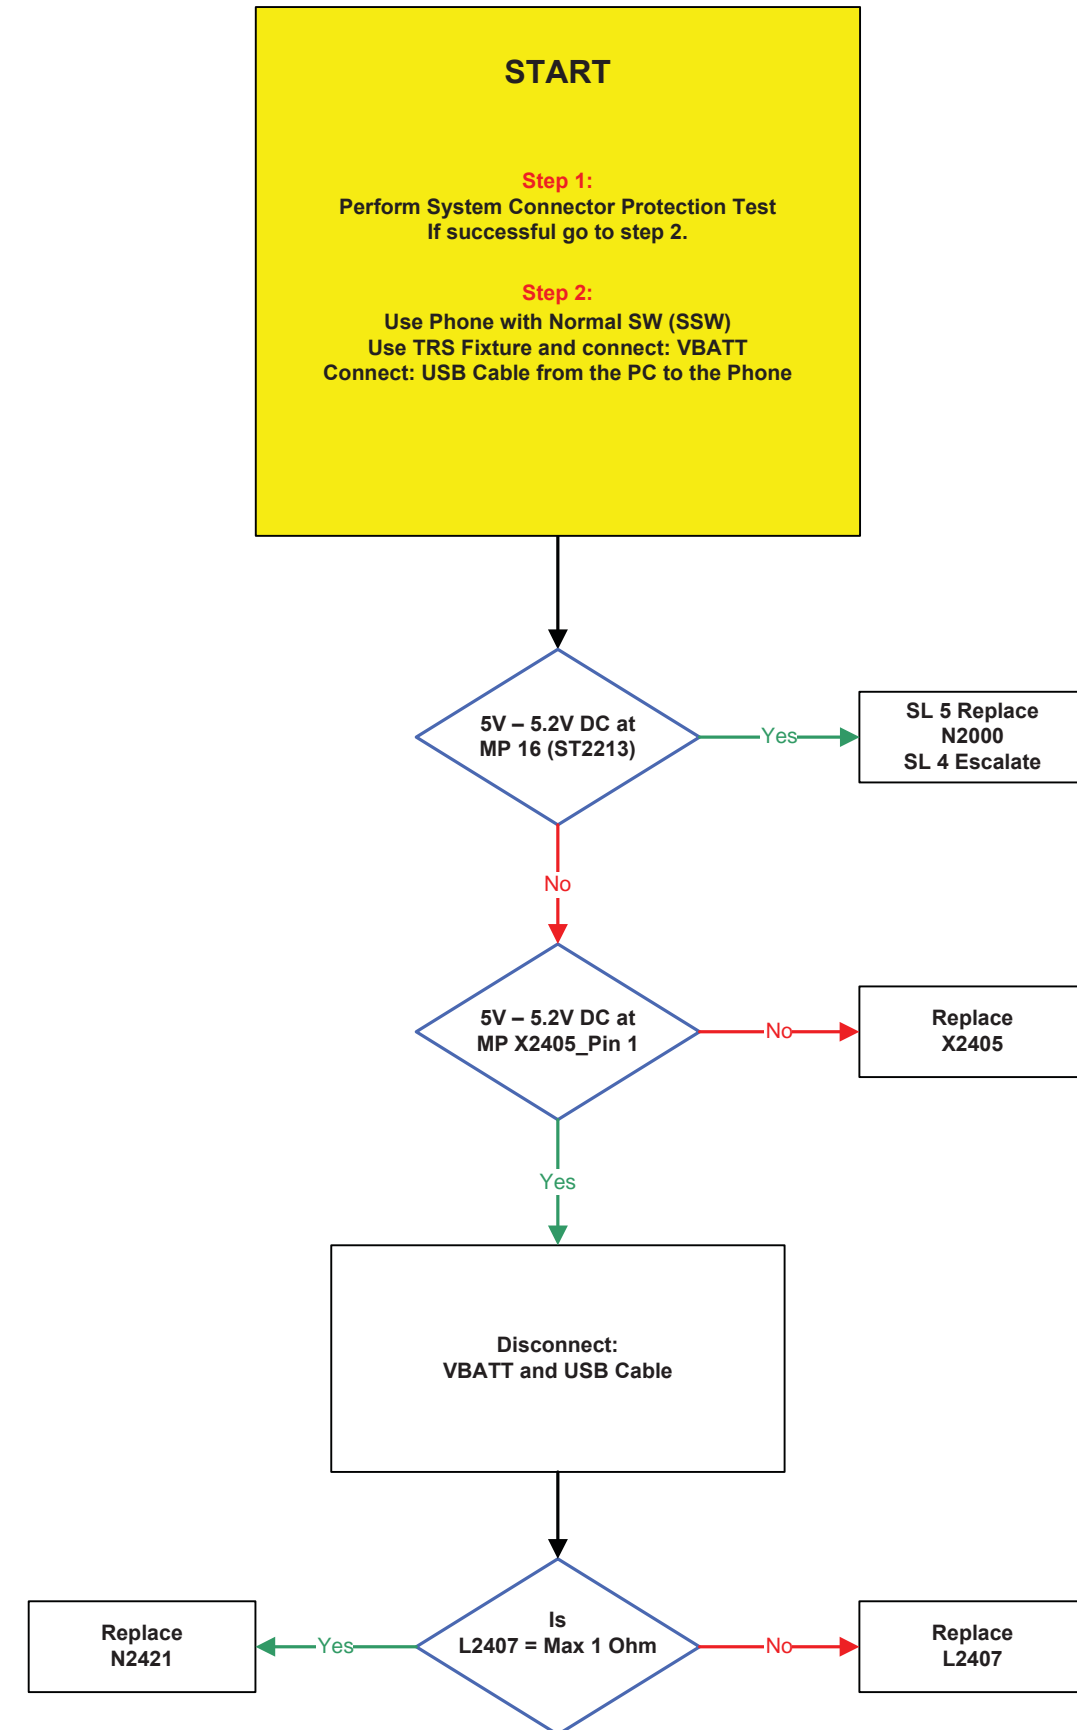 START
Step 1:
Perform System Connector Protection Test
If successful go to step 2.
Step 2:
Use Phone with Normal SW (SSW)
Use TRS Fixture and connect: VBATT
Connect: USB Cable from the PC to the Phone
5V – 5.2V DC at
MP 16 (ST2213)
Yes
SL 5 Replace
N2000
SL 4 Escalate
No
5V – 5.2V DC at
MP X2405_Pin 1
No
Replace
X2405
Yes
Disconnect:
VBATT and USB Cable
Replace
N2421
Yes
Is
L2407 = Max 1 Ohm
No
Replace
L2407